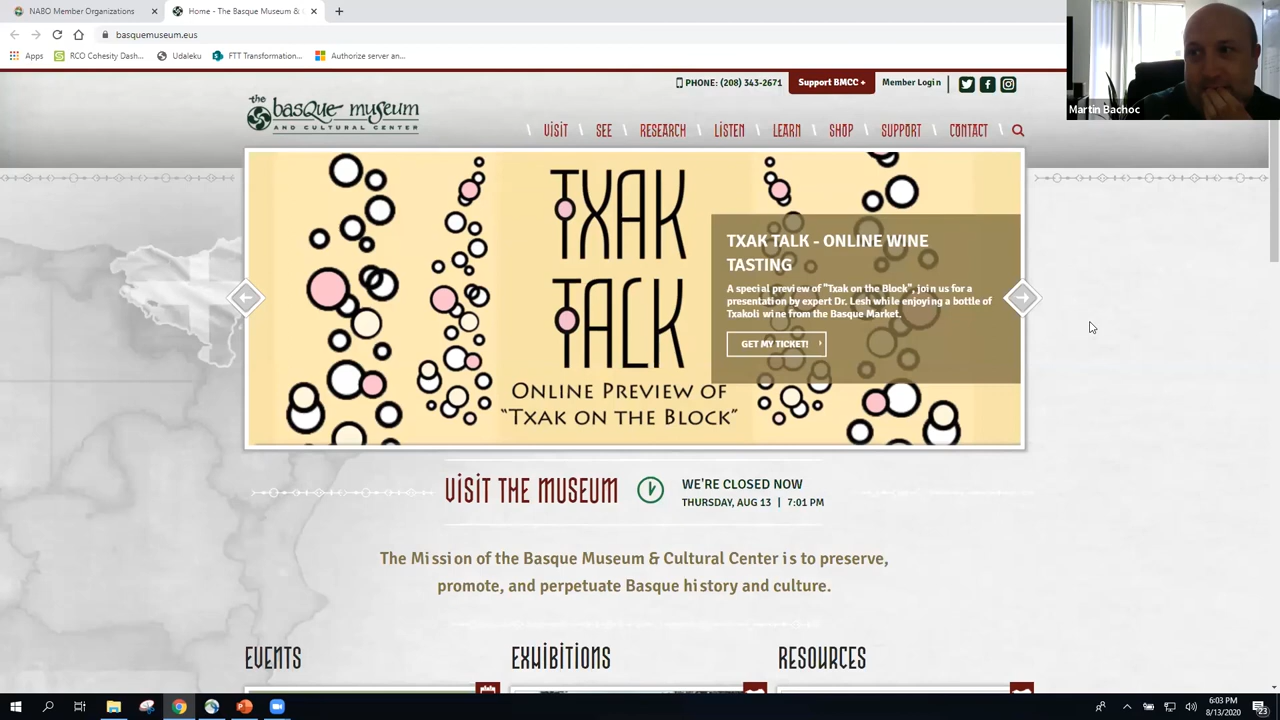 NABO Member Organizations
Home - The Basque Museum &
basquemuseum.eus
Apps
RCO Cohesity Dash...
Udaleku
FTT Transformation...
Authorize server an...
Martin Bachoc
PHONE: (208) 343-2671
Support BMCC +
Member Login
the
basque museum
AND CULTURAL CENTER
VISIT
SEE
RESEARCH
LISTEN
LEARN
SHOP
SUPPORT
CONTACT
TXAK
TALK
ONLINE PREVIEW OF
"TXAK ON THE BLOCK"
TXAK TALK - ONLINE WINE
TASTING
A special preview of "Txak on the Block", join us for a
presentation by expert Dr. Lesh while enjoying a bottle of
Txakoli wine from the Basque Market.
GET MY TICKET!
VISIT THE MUSEUM
WE'RE CLOSED NOW
THURSDAY, AUG 13 | 7:01 PM
The Mission of the Basque Museum & Cultural Center is to preserve,
promote, and perpetuate Basque history and culture.
EVENTS
EXHIBITIONS
RESOURCES
6:03 PM
8/13/2020
23